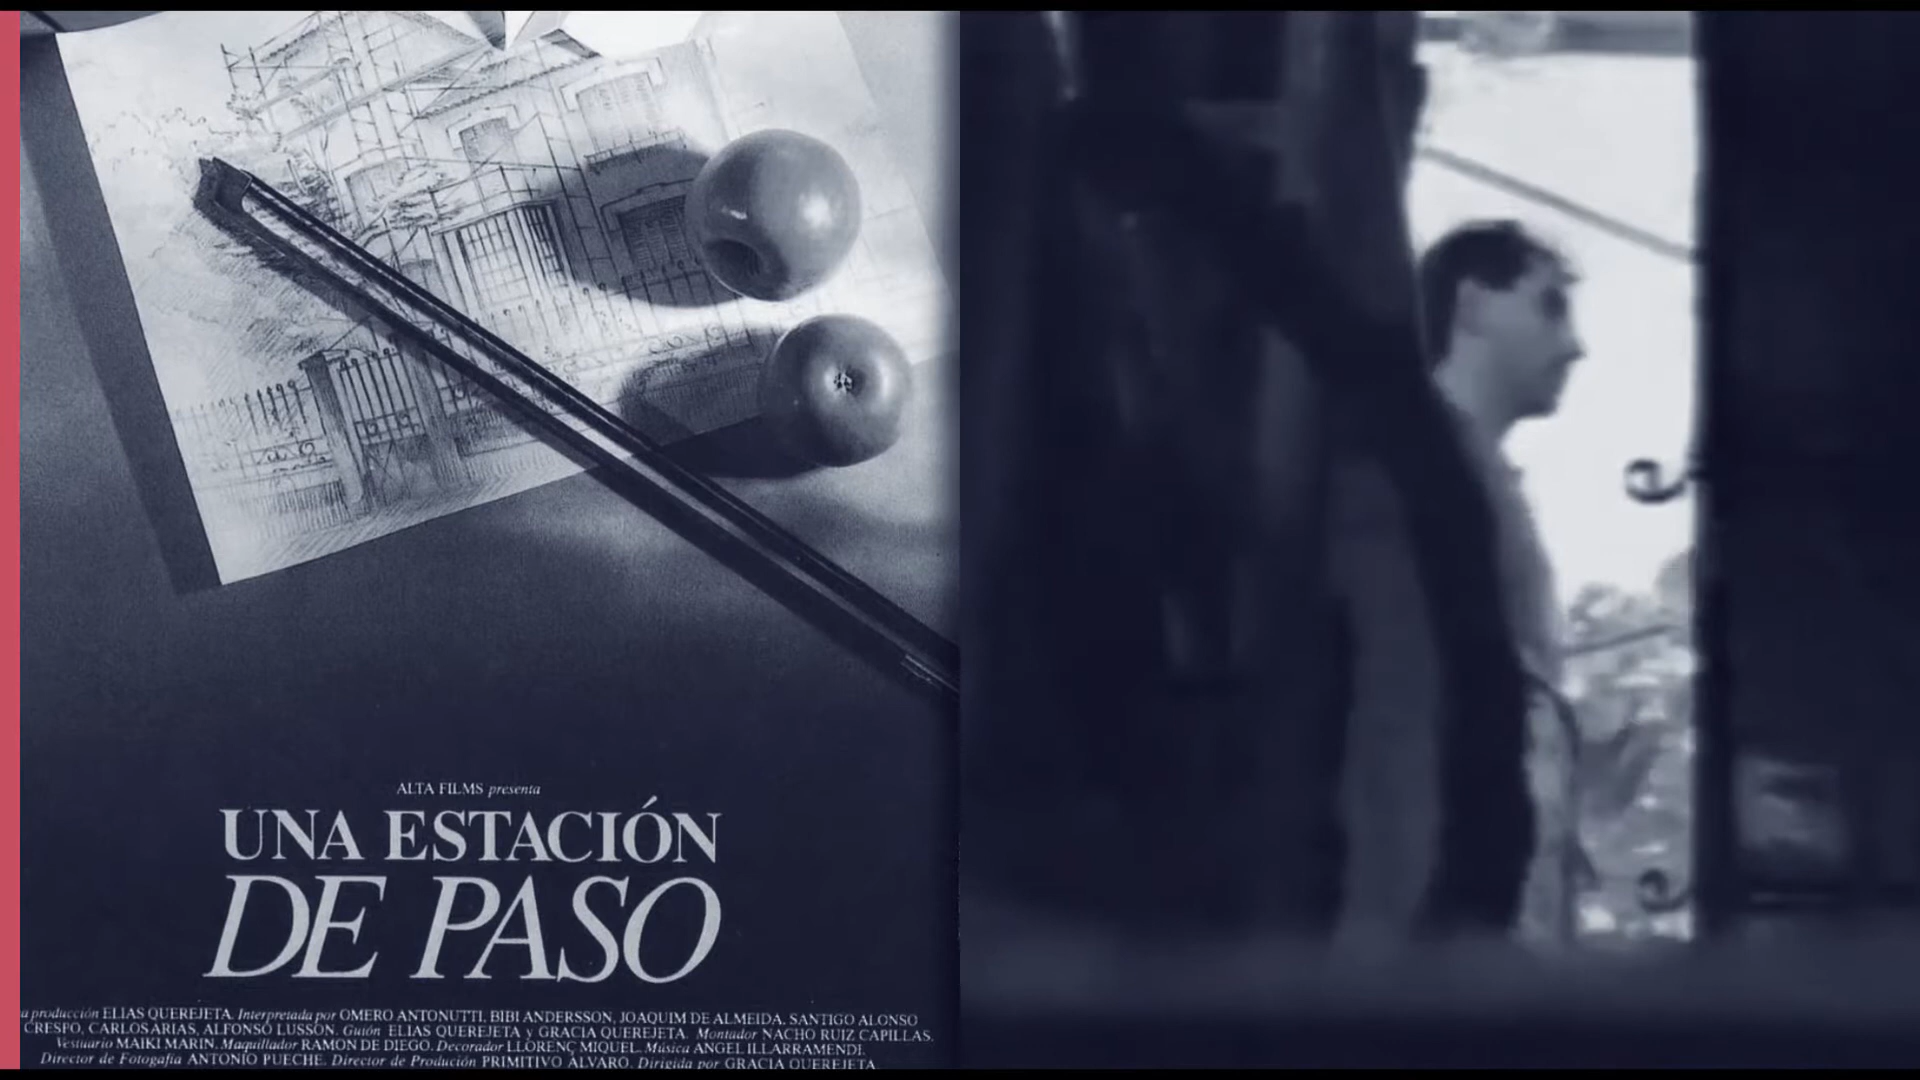 ALTA FILMS presenta
UNA ESTACIÓN
DE PASO
a producción ELIAS QUEREJETA. Interpretada por OMERO ANTONUTTI, BIBI ANDERSSON, JOAQUIM DE ALMEIDA, SANTIGO ALONSO
CRESPO, CARLOS ARIAS, ALFONSO LUSSON. Guión ELIAS QUEREJETA y GRACIA QUEREJETA. Montador NACHO RUIZ CAPILLAS.
Vestuario MAIKI MARIN. Maquillador RAMON DE DIEGO. Decorador LLORENÇ MIQUEL. Música ANGEL ILLARRAMENDI.
Director de Fotografía ANTONIO PUECHE. Director de Produción PRIMITIVO ÁLVARO. Dirigida por GRACIA QUEREJETA.